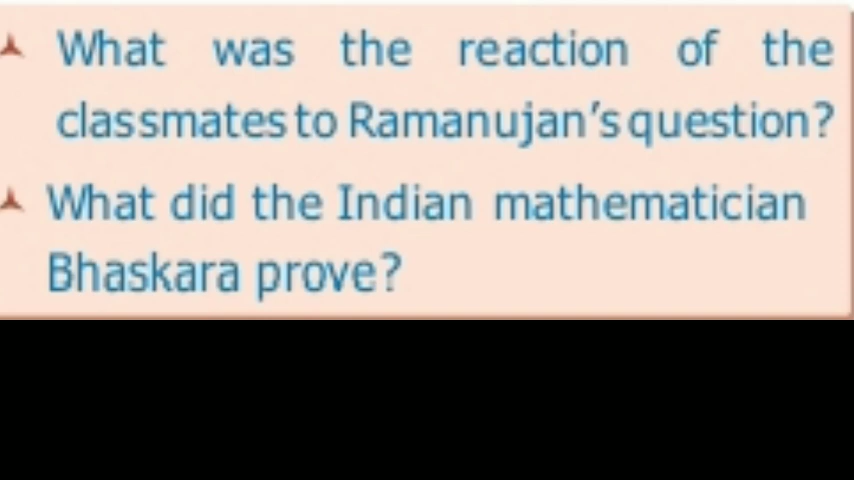 What was the reaction of the
classmates to Ramanujan's question?
What did the Indian mathematician
Bhaskara prove?